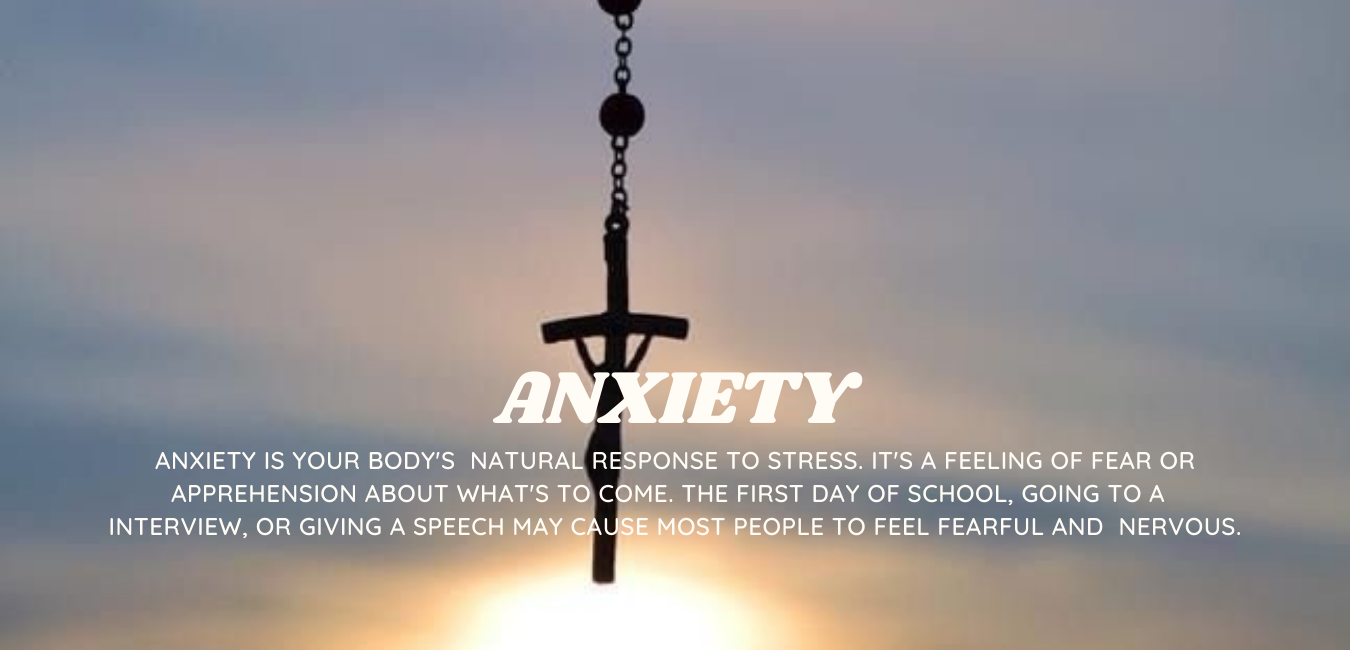 ANXIETY
ANXIETY IS YOUR BODY'S  NATURAL RESPONSE TO STRESS. IT'S A FEELING OF FEAR OR
APPREHENSION ABOUT WHAT'S TO COME. THE FIRST DAY OF SCHOOL, GOING TO A
INTERVIEW, OR GIVING A SPEECH MAY CAUSE MOST PEOPLE TO FEEL FEARFUL AND  NERVOUS.